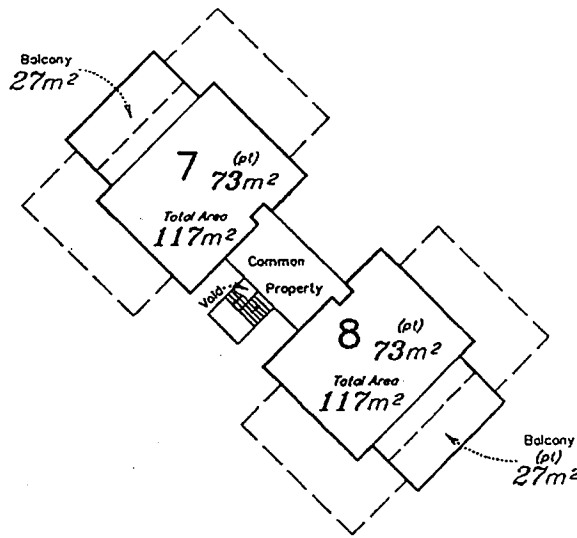 Balcony
27m²
7
(pt)
73m²
Total Area
117m²
Common
Property
Void
8
(pt)
73m²
Total Area
117m²
Balcony
(pt)
27m²